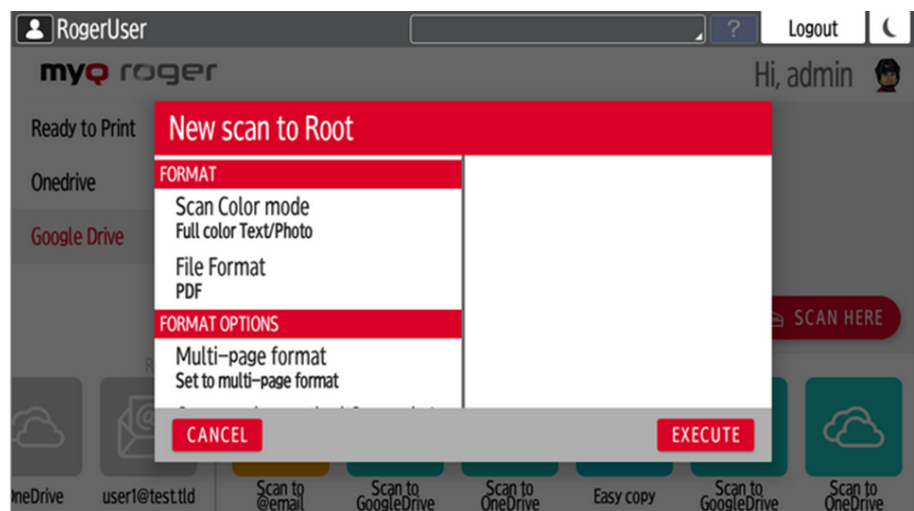 RogerUser
?
Logout
myQ roger
Hi, admin
Ready to Print
Onedrive
Google Drive
New scan to Root
FORMAT
Scan Color mode
Full color Text/Photo
File Format
PDF
FORMAT OPTIONS
Multi-page format
Set to multi-page format
SCAN HERE
R
CANCEL
EXECUTE
neDrive
user1@test.tld
Scan to
@email
Scan to
GoogleDrive
Scan to
OneDrive
Easy copy
Scan to
GoogleDrive
Scan to
OneDrive